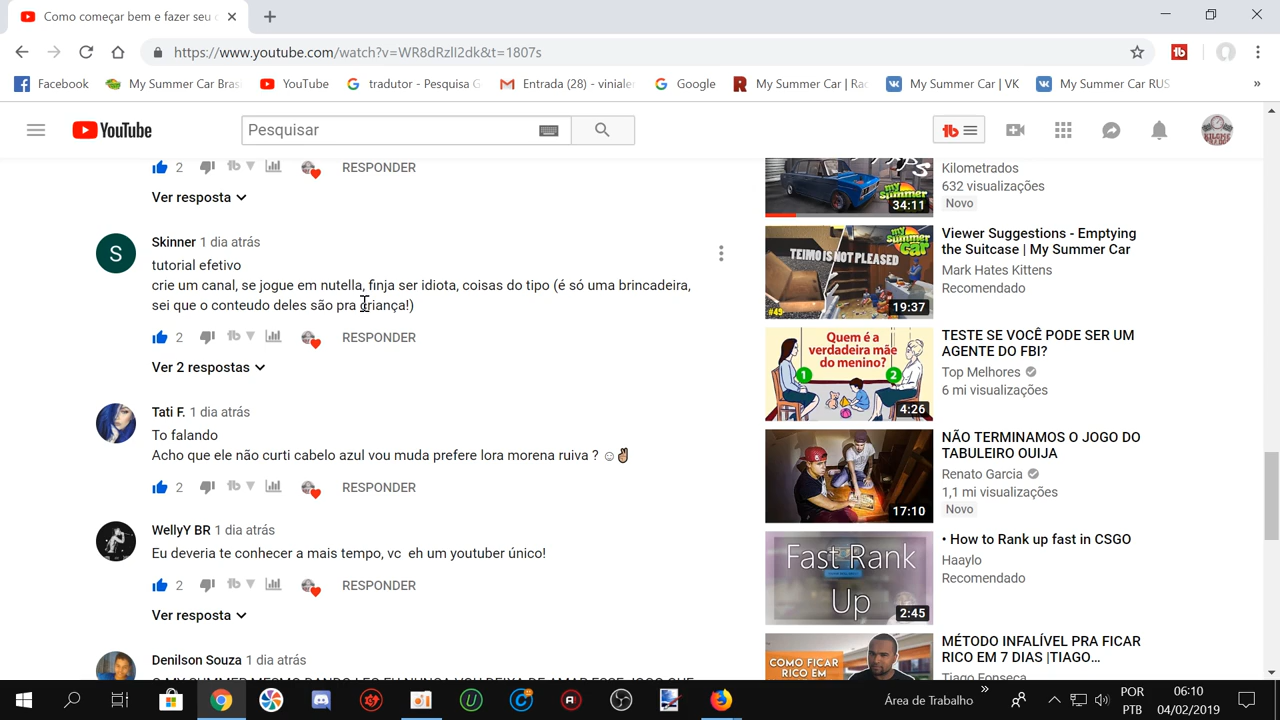 Como começar bem e fazer seu c
https://www.youtube.com/watch?v=WR8dRzlI2dk&t=1807s
Facebook
My Summer Car Bras
YouTube
tradutor - Pesquisa G
Entrada (28) - vinialer
Google
My Summer Car | Rac
My Summer Car | VK
My Summer Car RUS
»
YouTube
Pesquisar
2
RESPONDER
Ver resposta
S
Skinner 1 dia atrás
tutorial efetivo
crie um canal, se jogue em nutella, finja ser idiota, coisas do tipo (é só uma brincadeira,
sei que o conteudo deles são pra criança!)
2
RESPONDER
Ver 2 respostas
Tati F. 1 dia atrás
To falando
Acho que ele não curti cabelo azul vou muda prefere lora morena ruiva ? ☺✌🏽
2
RESPONDER
WellyY BR 1 dia atrás
Eu deveria te conhecer a mais tempo, vc eh um youtuber único!
2
RESPONDER
Ver resposta
Denilson Souza 1 dia atrás
my summer
34:11
Kilometrados
632 visualizações
Novo
TEIMO IS NOT PLEASED
my Summer car
#49
19:37
Viewer Suggestions - Emptying
the Suitcase | My Summer Car
Mark Hates Kittens
Recomendado
Quem é a
verdadeira mãe
do menino?
1
2
4:26
TESTE SE VOCÊ PODE SER UM
AGENTE DO FBI?
Top Melhores
6 mi visualizações
17:10
NÃO TERMINAMOS O JOGO DO
TABULEIRO OUIJA
Renato Garcia
1,1 mi visualizações
Novo
Fast Rank
Up
2:45
• How to Rank up fast in CSGO
Haaylo
Recomendado
COMO FICAR
RICO EM
MÉTODO INFALÍVEL PRA FICAR
RICO EM 7 DIAS |TIAGO…
Tiago Fonseca
Área de Trabalho
»
POR
PTB
06:10
04/02/2019